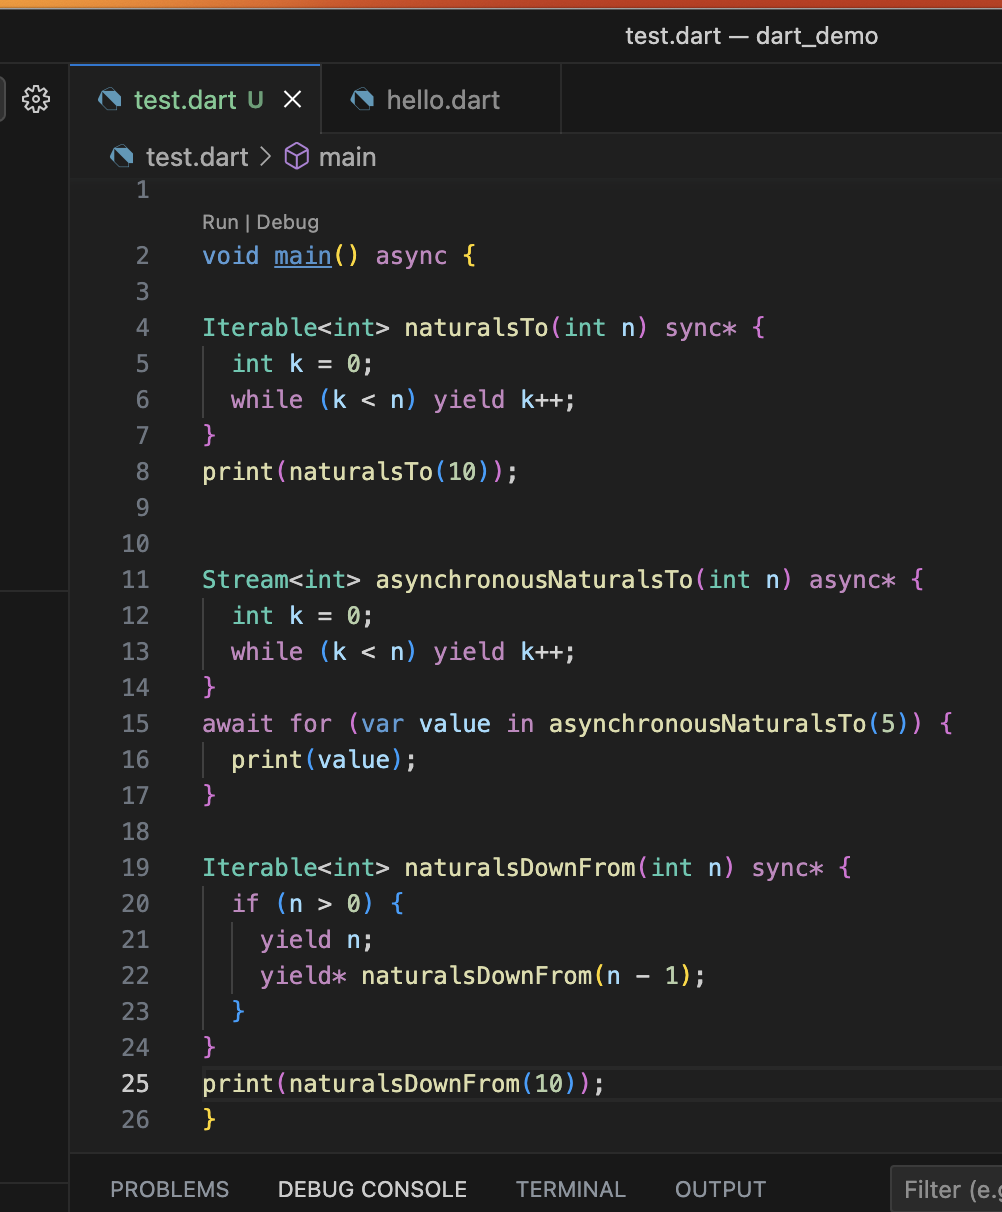 test.dart — dart_demo
test.dart U hello.dart
test.dart > main
1
Run | Debug
2 void main() async {
3
4 Iterable<int> naturalsTo(int n) sync* {
5   int k = 0;
6   while (k < n) yield k++;
7 }
8 print(naturalsTo(10));
9
10
11 Stream<int> asynchronousNaturalsTo(int n) async* {
12   int k = 0;
13   while (k < n) yield k++;
14 }
15 await for (var value in asynchronousNaturalsTo(5)) {
16   print(value);
17 }
18
19 Iterable<int> naturalsDownFrom(int n) sync* {
20   if (n > 0) {
21     yield n;
22     yield* naturalsDownFrom(n - 1);
23   }
24 }
25 print(naturalsDownFrom(10));
26 }
PROBLEMS DEBUG CONSOLE TERMINAL OUTPUT Filter (e.g